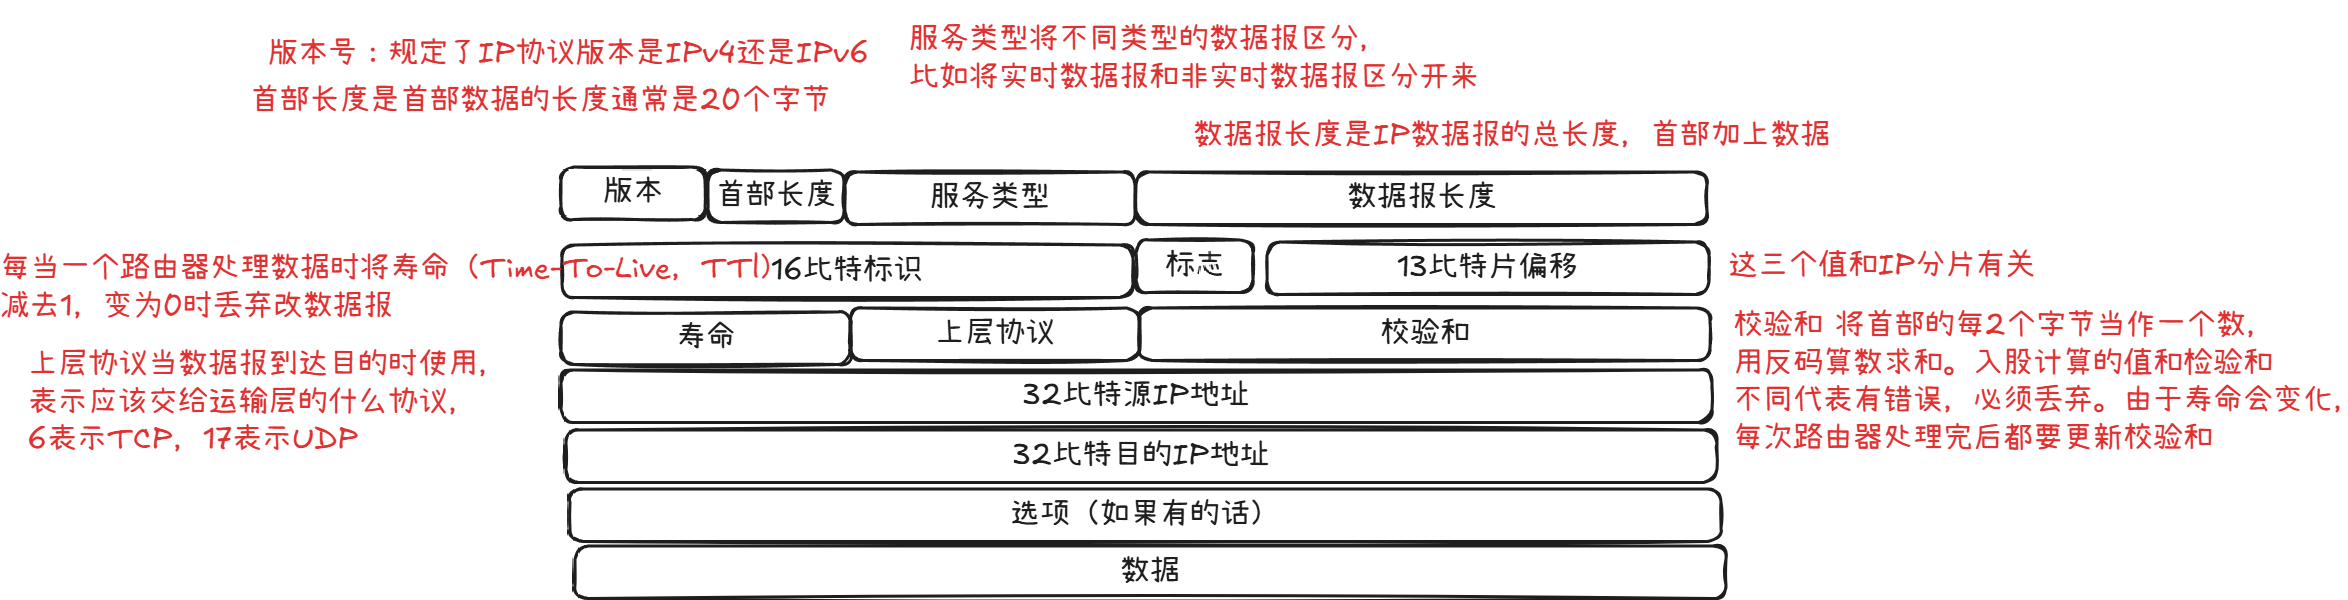 版本号：规定了IP协议版本是IPv4还是IPv6
首部长度是首部数据的长度通常是20个字节
服务类型将不同类型的数据报区分，
比如将实时数据报和非实时数据报区分开来
数据报长度是IP数据报的总长度，首部加上数据
版本
首部长度
服务类型
数据报长度
每当一个路由器处理数据时将寿命（Time-To-Live，TTl)
减去1，变为0时丢弃改数据报
16比特标识
标志
13比特片偏移
这三个值和IP分片有关
寿命
上层协议
校验和
上层协议当数据报到达目的时使用，
表示应该交给运输层的什么协议，
6表示TCP，17表示UDP
校验和 将首部的每2个字节当作一个数，
用反码算数求和。入股计算的值和检验和
不同代表有错误，必须丢弃。由于寿命会变化，
每次路由器处理完后都要更新校验和
32比特源IP地址
32比特目的IP地址
选项（如果有的话）
数据